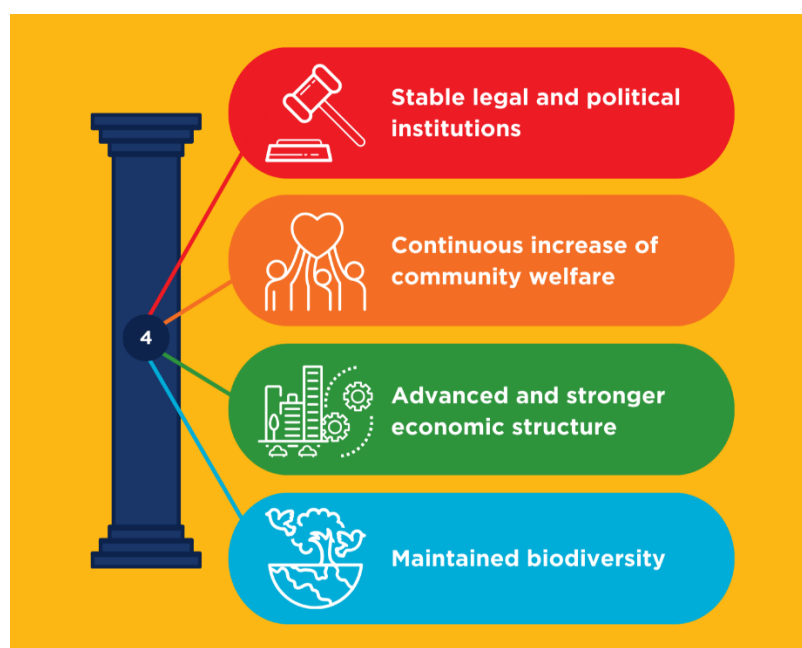 Stable legal and political
institutions
Continuous increase of
community welfare
4
Advanced and stronger
economic structure
Maintained biodiversity